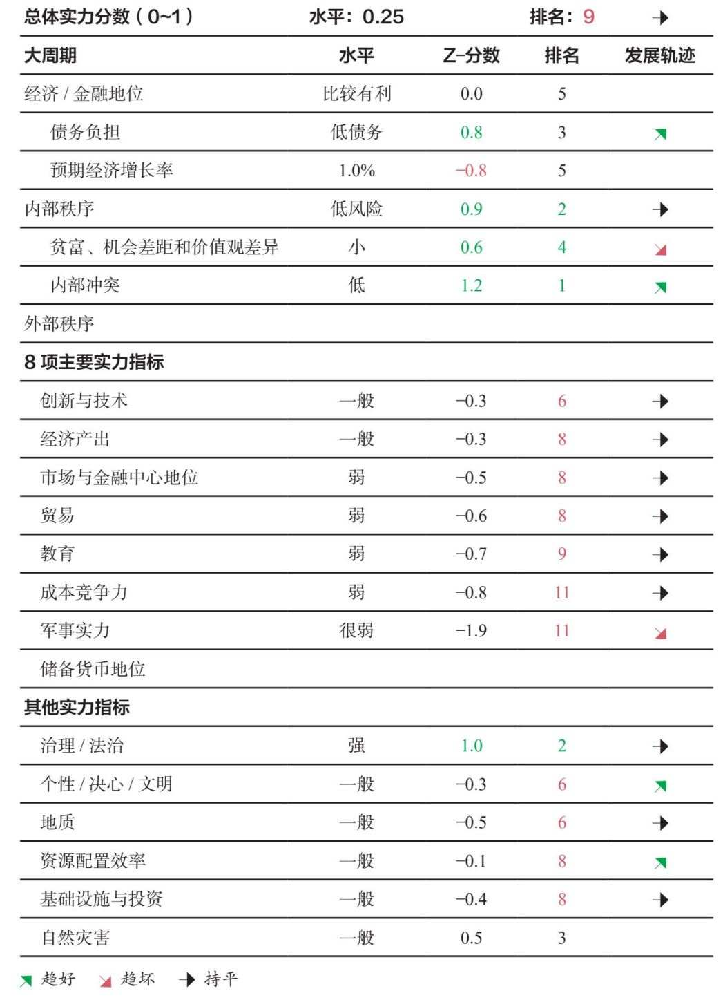 总体实力分数（0~1） 水平：0.25 排名：9
大周期 水平 Z-分数 排名 发展轨迹
经济 / 金融地位 比较有利 0.0 5
债务负担 低债务 0.8 3
预期经济增长率 1.0% −0.8 5
内部秩序 低风险 0.9 2
贫富、机会差距和价值观差异 小 0.6 4
内部冲突 低 1.2 1
外部秩序
8 项主要实力指标
创新与技术 一般 −0.3 6
经济产出 一般 −0.3 8
市场与金融中心地位 弱 −0.5 8
贸易 弱 −0.6 8
教育 弱 −0.7 9
成本竞争力 弱 −0.8 11
军事实力 很弱 −1.9 11
储备货币地位
其他实力指标
治理 / 法治 强 1.0 2
个性 / 决心 / 文明 一般 −0.3 6
地质 一般 −0.5 6
资源配置效率 一般 −0.1 8
基础设施与投资 一般 −0.4 8
自然灾害 一般 0.5 3
趋好 趋坏 持平